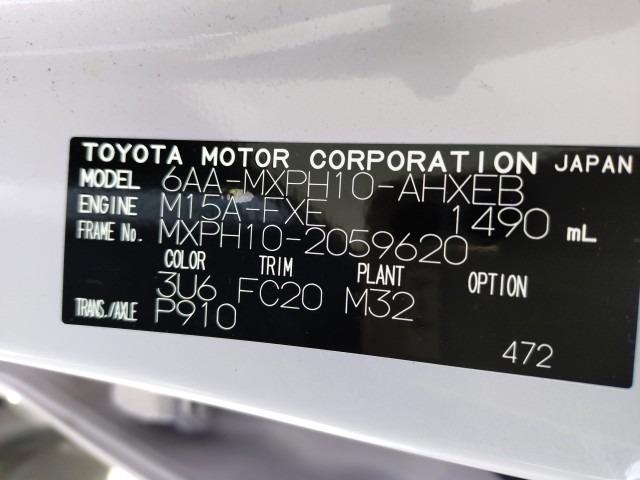 TOYOTA MOTOR CORPORATION JAPAN
MODEL 6AA-MXPH10-AHXEB
ENGINE M15A-FXE 1490 mL
FRAME No. MXPH10-2059620
COLOR TRIM PLANT OPTION
3U6 FC20 M32
TRANS./AXLE P910
472